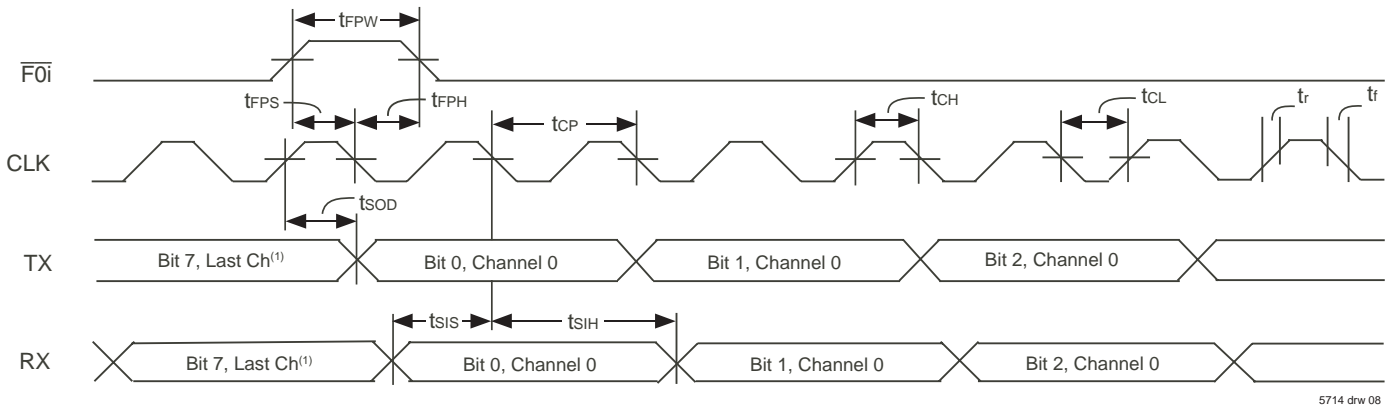 tFPW
F0i
tFPS
tFPH
tCP
tCH
tCL
tr
tf
CLK
tSOD
TX
Bit 7, Last Ch(1)
Bit 0, Channel 0
Bit 1, Channel 0
Bit 2, Channel 0
tSIS
tSIH
RX
Bit 7, Last Ch(1)
Bit 0, Channel 0
Bit 1, Channel 0
Bit 2, Channel 0
5714 drw 08